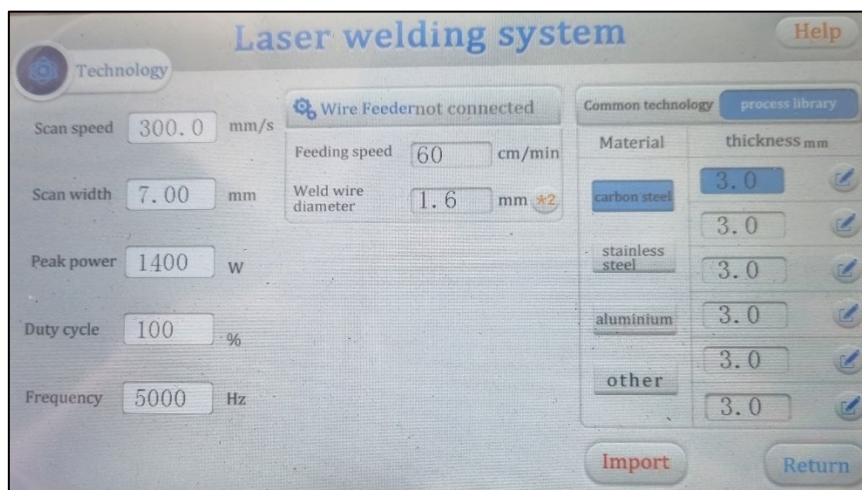 Laser welding system
Help
Technology
Scan speed 300.0 mm/s
Scan width 7.00 mm
Peak power 1400 W
Duty cycle 100 %
Frequency 5000 Hz
Wire Feedernot connected
Feeding speed 60 cm/min
Weld wire
diameter 1.6 mm *2
Common technology process library
Material thickness mm
carbon steel
stainless
steel
aluminium
other
3.0
3.0
3.0
3.0
3.0
3.0
Import
Return